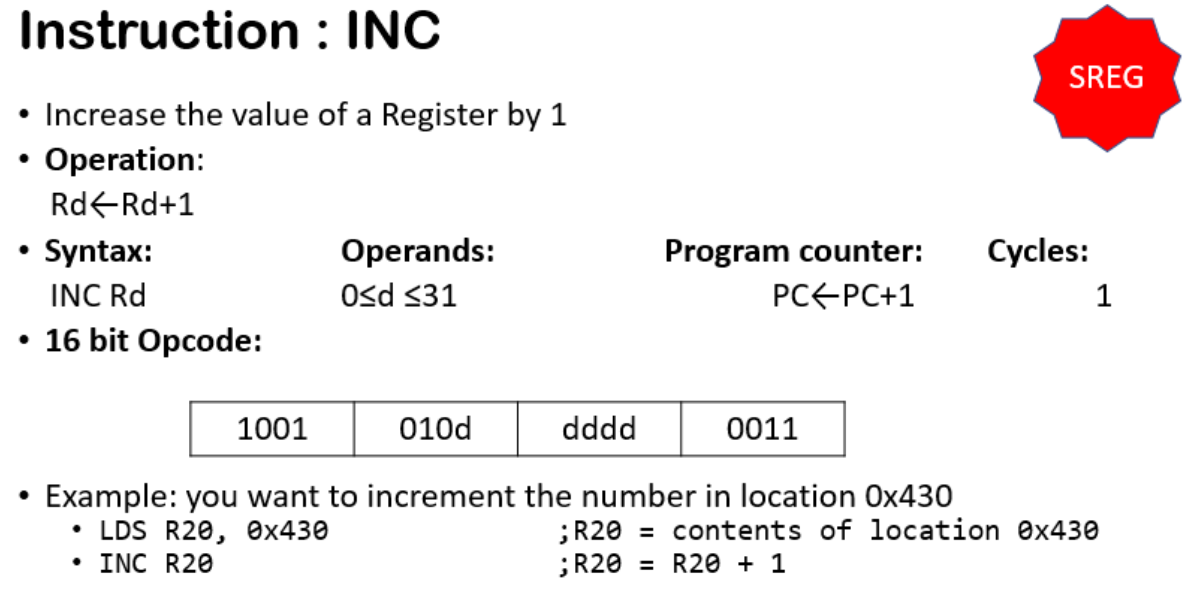 Instruction : INC
SREG
• Increase the value of a Register by 1
• Operation:
Rd←Rd+1
• Syntax: Operands: Program counter: Cycles:
INC Rd 0≤d ≤31 PC←PC+1 1
• 16 bit Opcode:
1001 010d dddd 0011
• Example: you want to increment the number in location 0x430
• LDS R20, 0x430 ;R20 = contents of location 0x430
• INC R20 ;R20 = R20 + 1